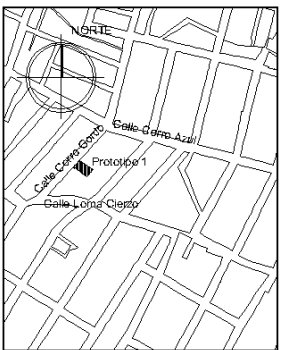 NORTE
Calle Cerro Azul
Calle Cerro Gordo
Prototipo 1
Calle Loma Cierzo